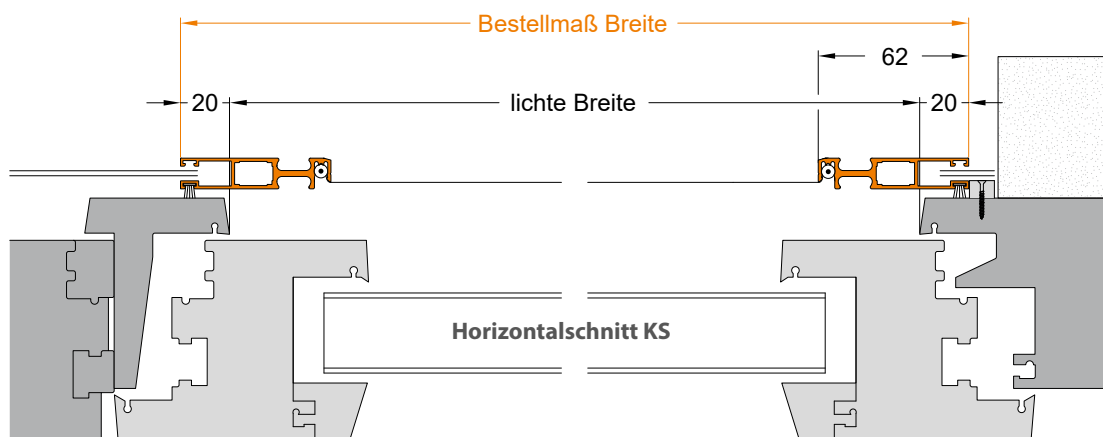 Bestellmaß Breite
62
20
lichte Breite
20
Horizontalschnitt KS